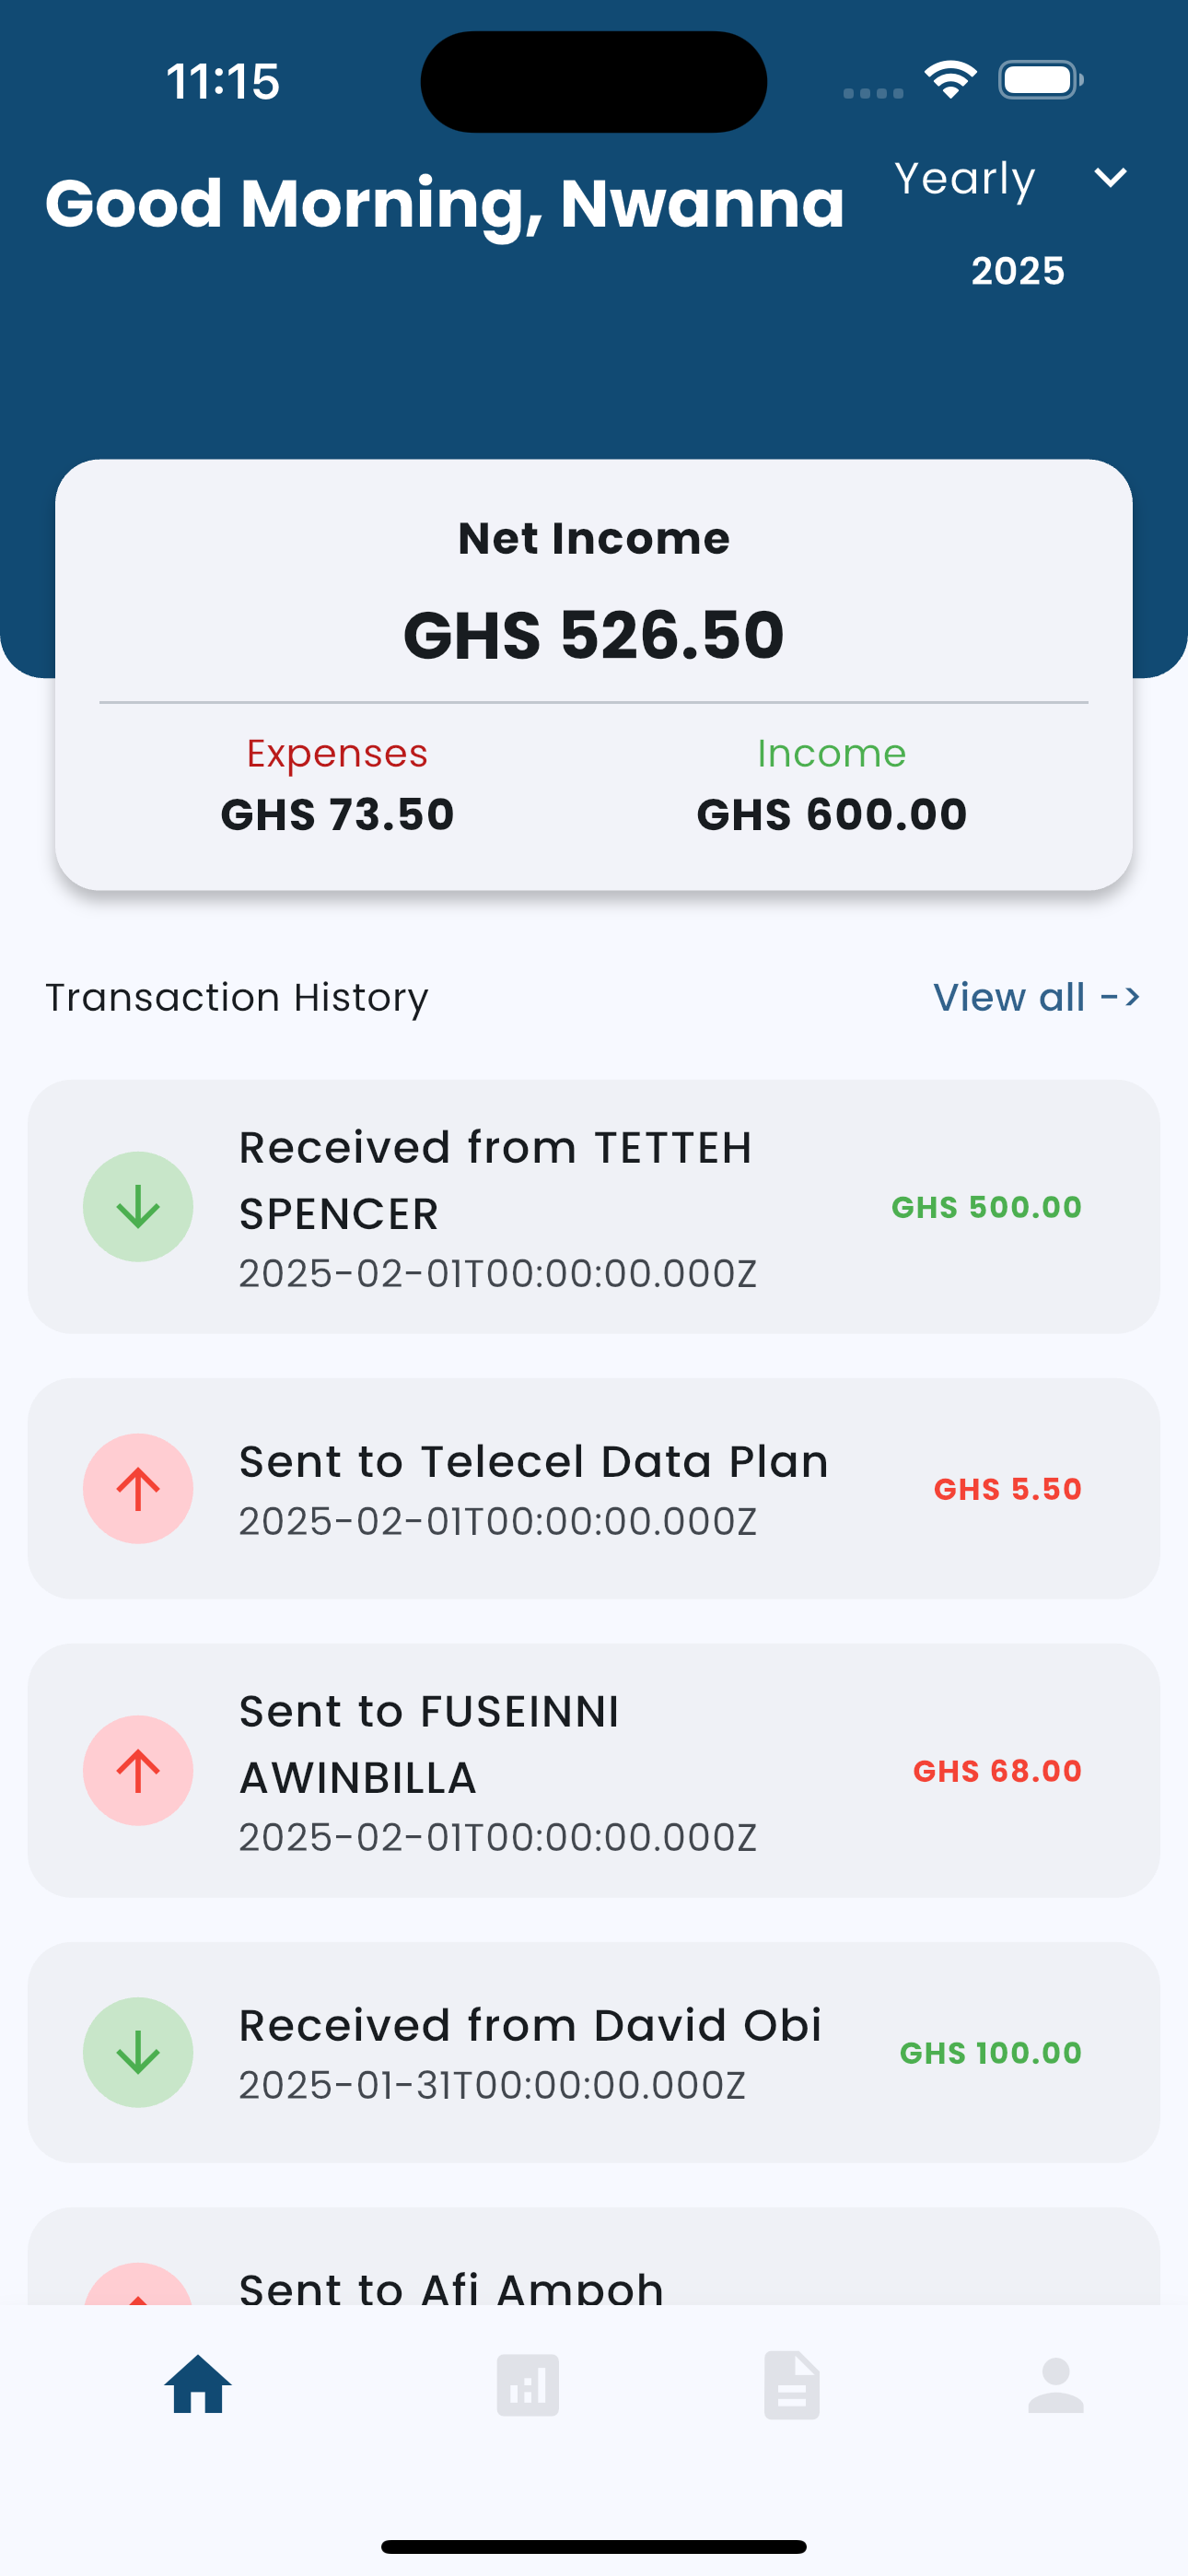 11:15
Good Morning, Nwanna
Yearly
2025
Net Income
GHS 526.50
Expenses
Income
GHS 73.50
GHS 600.00
Transaction History
View all ->
Received from TETTEH
SPENCER
2025-02-01T00:00:00.000Z
GHS 500.00
Sent to Telecel Data Plan
2025-02-01T00:00:00.000Z
GHS 5.50
Sent to FUSEINNI
AWINBILLA
2025-02-01T00:00:00.000Z
GHS 68.00
Received from David Obi
2025-01-31T00:00:00.000Z
GHS 100.00
Sent to Afi Ampoh